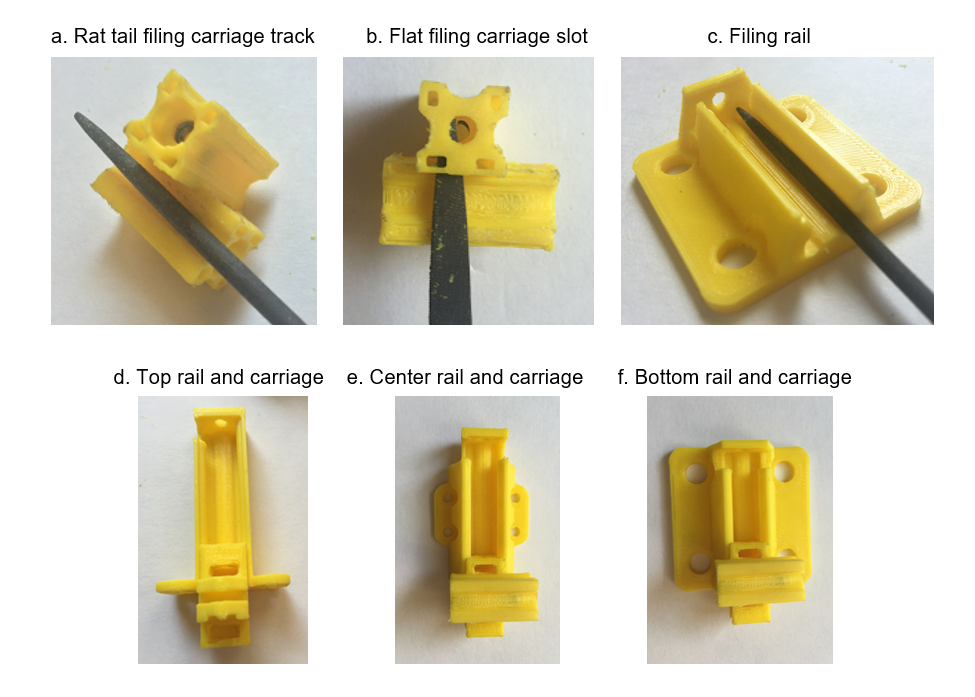 a. Rat tail filing carriage track
b. Flat filing carriage slot
c. Filing rail
d. Top rail and carriage
e. Center rail and carriage
f. Bottom rail and carriage